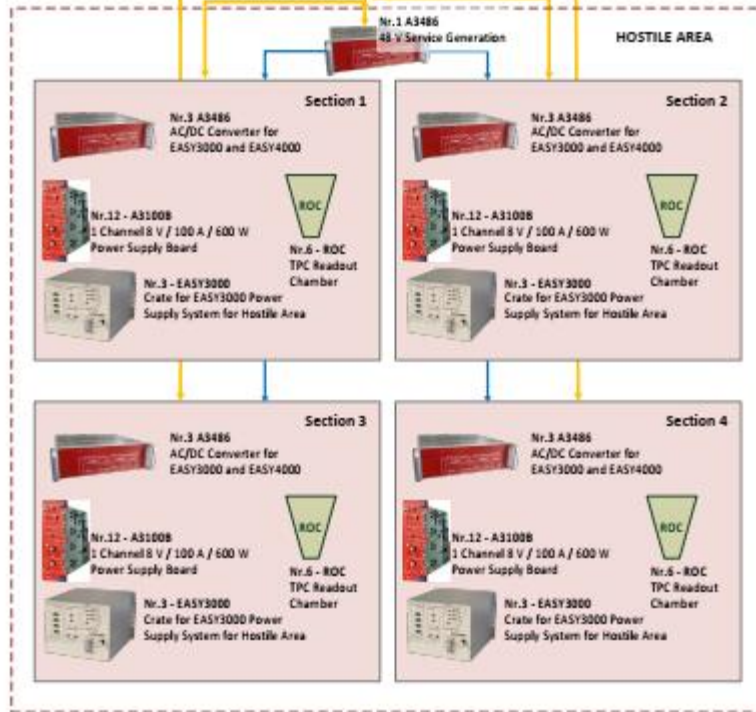 Nr.1 A3486
48 V Service Generation
HOSTILE AREA
Section 1
Nr.3 A3486
AC/DC Converter for
EASY3000 and EASY4000
ROC
Nr.12 - A3100B
1 Channel 8 V / 100 A / 600 W
Power Supply Board
Nr.6 - ROC
TPC Readout
Chamber
Nr.3 - EASY3000
Crate for EASY3000 Power
Supply System for Hostile Area
Section 2
Nr.3 A3486
AC/DC Converter for
EASY3000 and EASY4000
ROC
Nr.12 - A3100B
1 Channel 8 V / 100 A / 600 W
Power Supply Board
Nr.6 - ROC
TPC Readout
Chamber
Nr.3 - EASY3000
Crate for EASY3000 Power
Supply System for Hostile Area
Section 3
Nr.3 A3486
AC/DC Converter for
EASY3000 and EASY4000
ROC
Nr.12 - A3100B
1 Channel 8 V / 100 A / 600 W
Power Supply Board
Nr.6 - ROC
TPC Readout
Chamber
Nr.3 - EASY3000
Crate for EASY3000 Power
Supply System for Hostile Area
Section 4
Nr.3 A3486
AC/DC Converter for
EASY3000 and EASY4000
ROC
Nr.12 - A3100B
1 Channel 8 V / 100 A / 600 W
Power Supply Board
Nr.6 - ROC
TPC Readout
Chamber
Nr.3 - EASY3000
Crate for EASY3000 Power
Supply System for Hostile Area